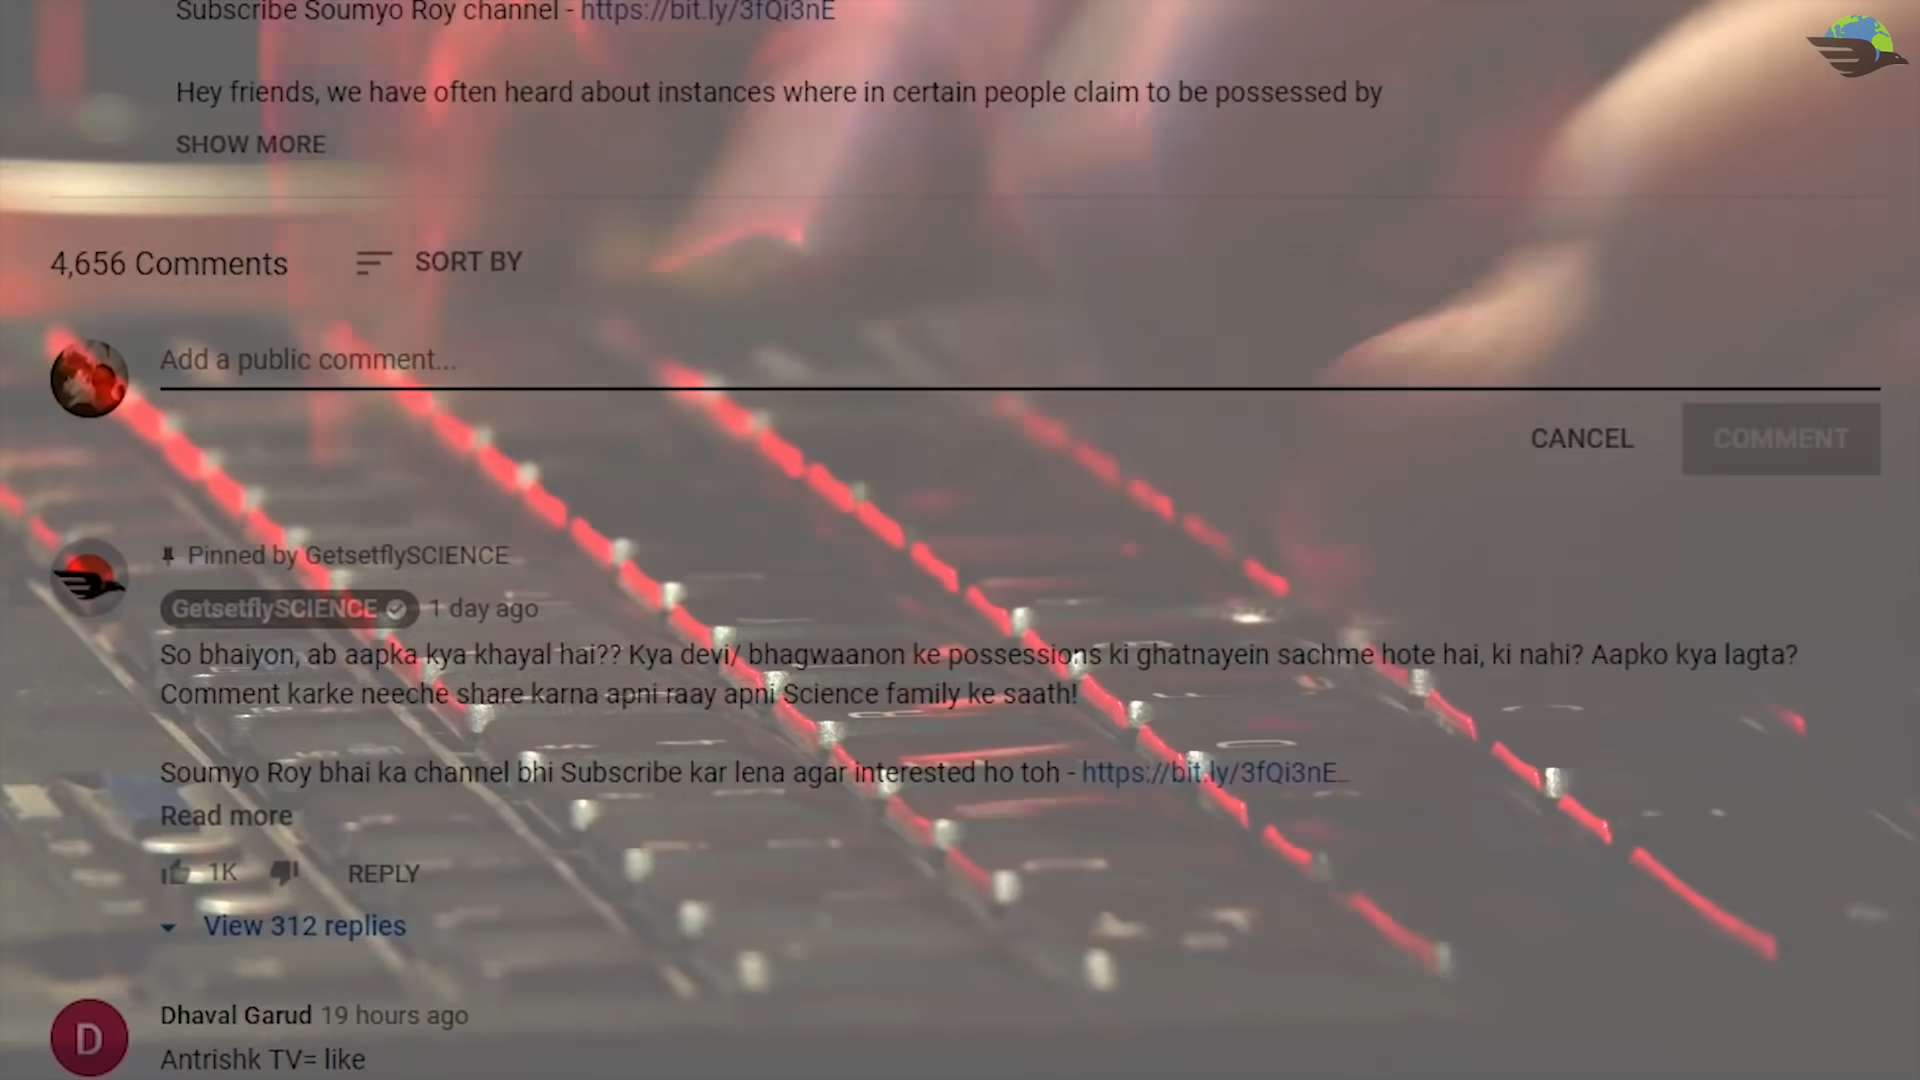 Subscribe Soumyo Roy channel - https://bit.ly/3fQi3nE
Hey friends, we have often heard about instances where in certain people claim to be possessed by
SHOW MORE
4,656 Comments SORT BY
Add a public comment...
CANCEL COMMENT
Pinned by GetsetflySCIENCE
GetsetflySCIENCE 1 day ago
So bhaiyon, ab aapka kya khayal hai?? Kya devi/ bhagwaanon ke possessions ki ghatnayein sachme hote hai, ki nahi? Aapko kya lagta?
Comment karke neeche share karna apni raay apni Science family ke saath!
Soumyo Roy bhai ka channel bhi Subscribe kar lena agar interested ho toh - https://bit.ly/3fQi3nE...
Read more
1K REPLY
View 312 replies
D Dhaval Garud 19 hours ago
Antrishk TV= like